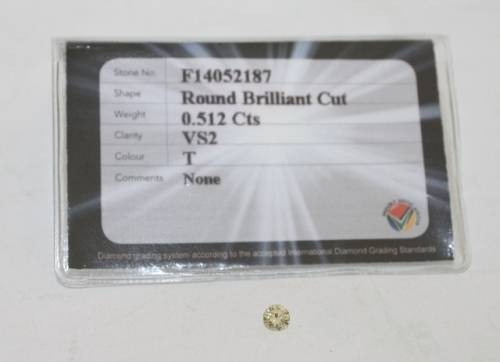 Stone No. F14052187
Shape Round Brilliant Cut
Weight 0.512 Cts
Clarity VS2
Colour T
Comments None
Diamond grading system according to the accepted International Diamond Grading Standards